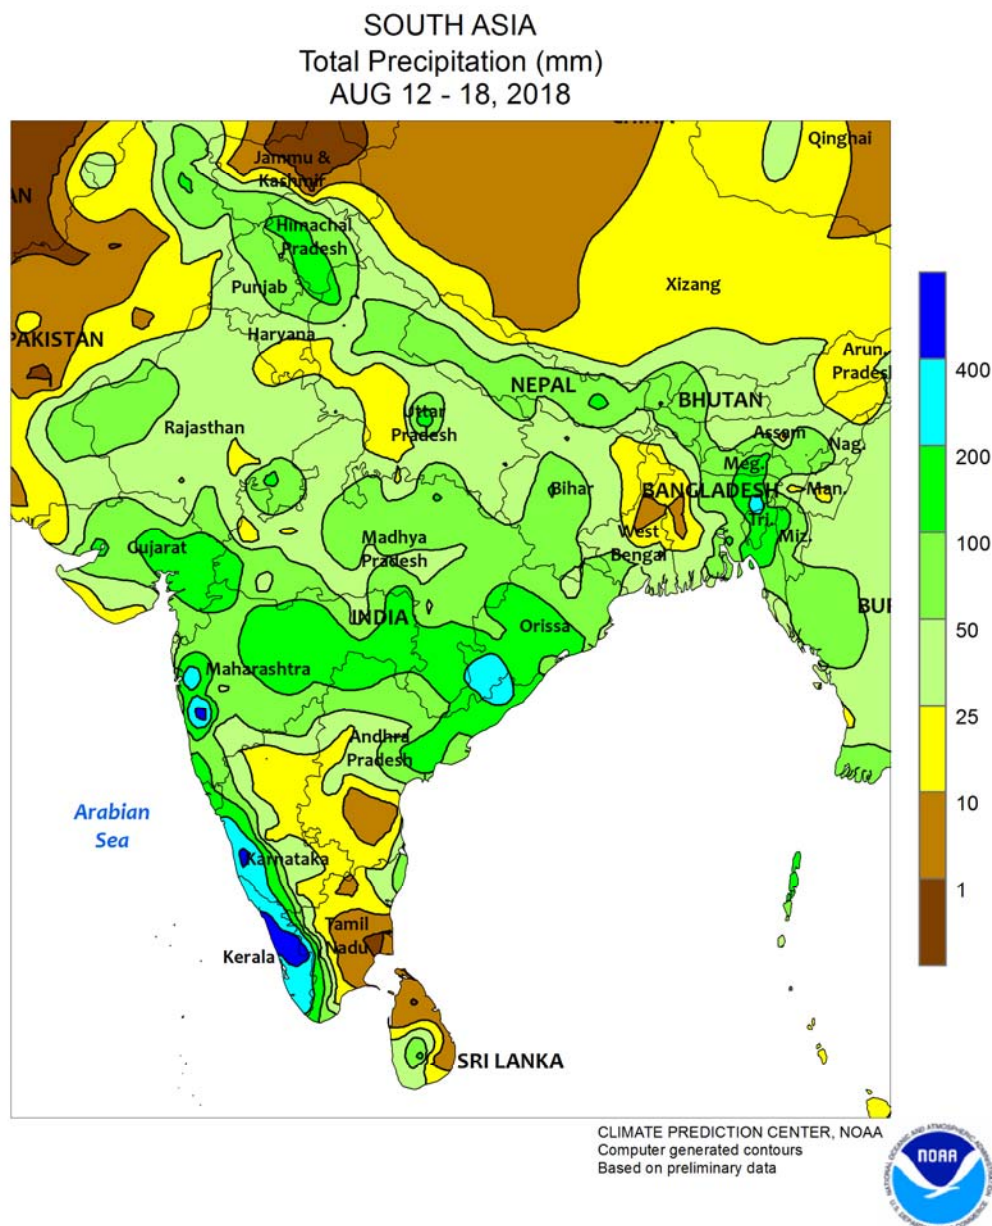 SOUTH ASIA
Total Precipitation (mm)
AUG 12 - 18, 2018
Qinghai
Jammu &
Kashmir
AN
Himachal
Pradesh
Punjab
Xizang
Haryana
PAKISTAN
Arun.
Pradesh
NEPAL
BHUTAN
Uttar
Pradesh
Rajasthan
Assam
Nag.
Meg.
Bihar
BANGLADESH
Man.
West
Bengal
Tri.
Miz.
Madhya
Pradesh
Gujarat
INDIA
Orissa
BUR
Maharashtra
Andhra
Pradesh
Arabian
Sea
Karnataka
Tamil
Nadu
Kerala
SRI LANKA
400
200
100
50
25
10
1
CLIMATE PREDICTION CENTER, NOAA
Computer generated contours
Based on preliminary data
NOAA